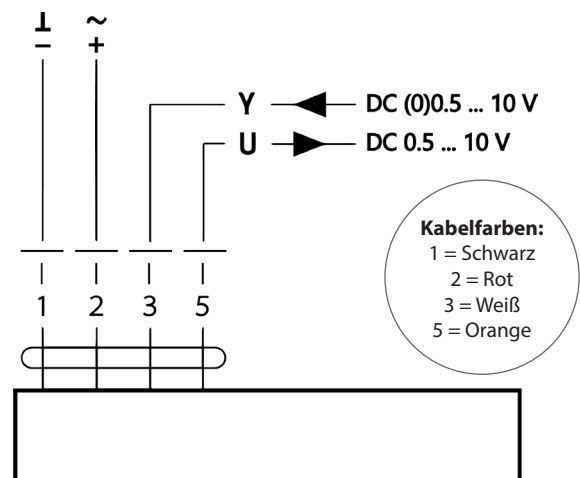 ⊥ ~
– +
Y DC (0)0.5 ... 10 V
U DC 0.5 ... 10 V
Kabelfarben:
1 = Schwarz
2 = Rot
3 = Weiß
5 = Orange
1 2 3 5